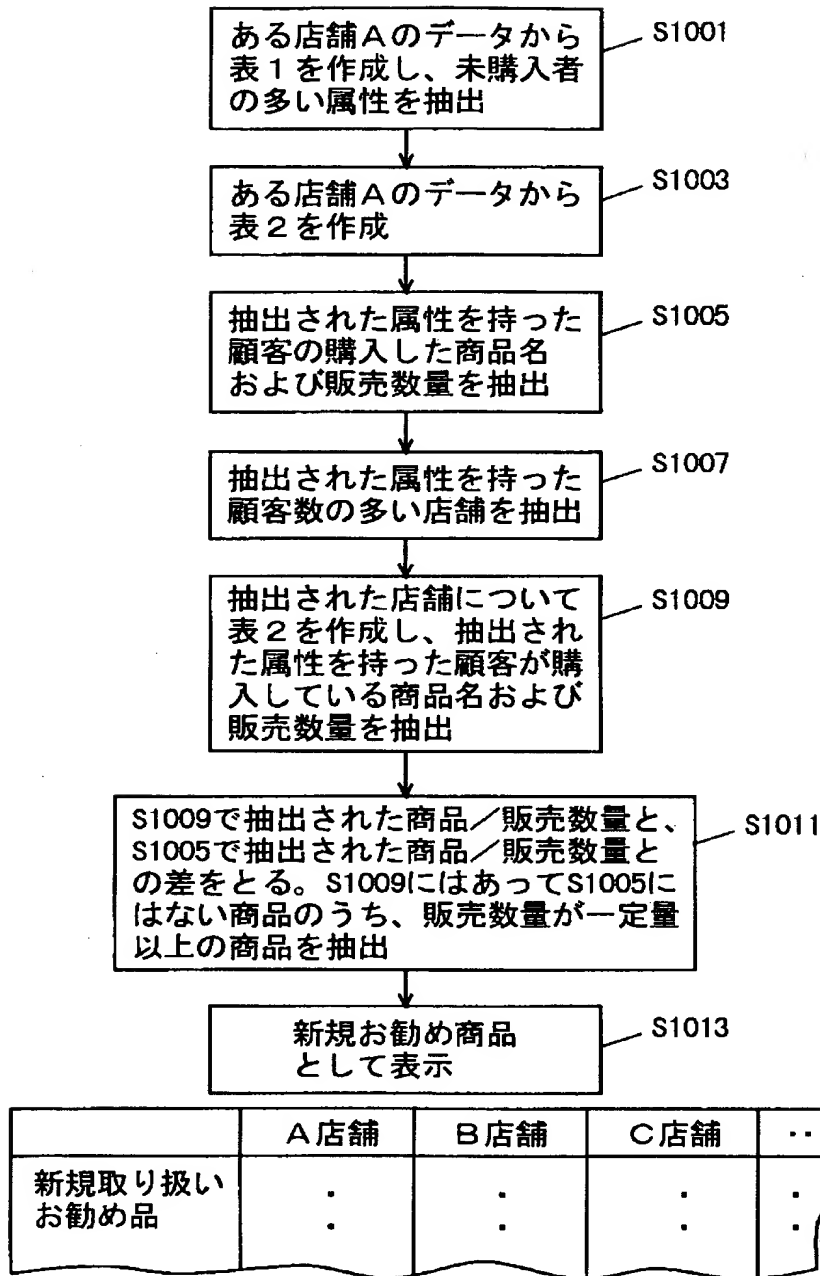 ある店舗Aのデータから
表1を作成し、未購入者
の多い属性を抽出
S1001
ある店舗Aのデータから
表2を作成
S1003
抽出された属性を持った
顧客の購入した商品名
および販売数量を抽出
S1005
抽出された属性を持った
顧客数の多い店舗を抽出
S1007
抽出された店舗について
表2を作成し、抽出され
た属性を持った顧客が購
入している商品名および
販売数量を抽出
S1009
S1009で抽出された商品／販売数量と、
S1005で抽出された商品／販売数量と
の差をとる。S1009にはあってS1005に
はない商品のうち、販売数量が一定量
以上の商品を抽出
S1011
新規お勧め商品
として表示
S1013
A店舗 B店舗 C店舗 ‥
新規取り扱い
お勧め品